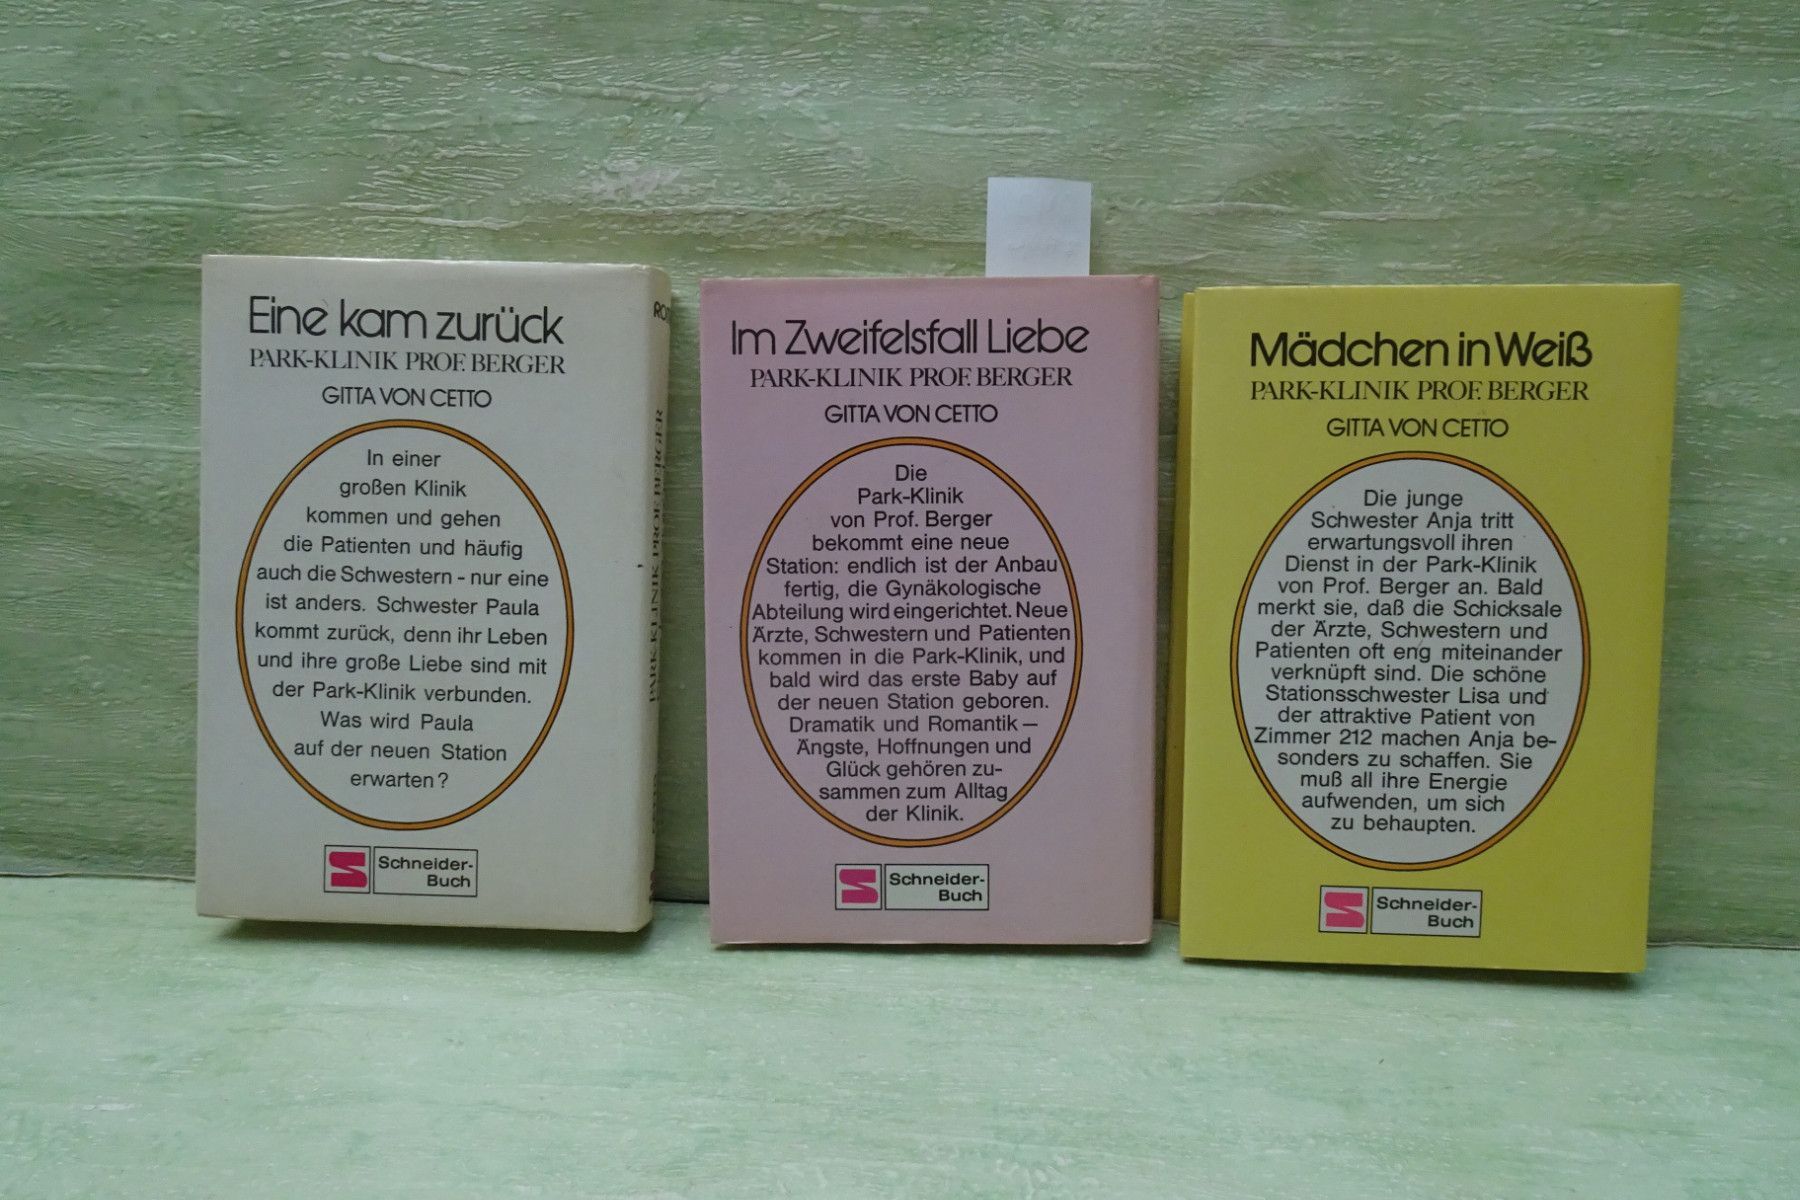 Eine kam zurück
PARK-KLINIK PROF. BERGER
GITTA VON CETTO
In einer
großen Klinik
kommen und gehen
die Patienten und häufig
auch die Schwestern - nur eine
ist anders. Schwester Paula
kommt zurück, denn ihr Leben
und ihre große Liebe sind mit
der Park-Klinik verbunden.
Was wird Paula
auf der neuen Station
erwarten?
Schneider-
Buch
PARK-KLINIK PROF. BERGER
Im Zweifelsfall Liebe
PARK-KLINIK PROF. BERGER
GITTA VON CETTO
Die
Park-Klinik
von Prof. Berger
bekommt eine neue
Station: endlich ist der Anbau
fertig, die Gynäkologische
Abteilung wird eingerichtet. Neue
Ärzte, Schwestern und Patienten
kommen in die Park-Klinik, und
bald wird das erste Baby auf
der neuen Station geboren.
Dramatik und Romantik —
Ängste, Hoffnungen und
Glück gehören zu-
sammen zum Alltag
der Klinik.
Schneider-
Buch
Mädchen in Weiß
PARK-KLINIK PROF. BERGER
GITTA VON CETTO
Die junge
Schwester Anja tritt
erwartungsvoll ihren
Dienst in der Park-Klinik
von Prof. Berger an. Bald
merkt sie, daß die Schicksale
der Ärzte, Schwestern und
Patienten oft eng miteinander
verknüpft sind. Die schöne
Stationsschwester Lisa und
der attraktive Patient von
Zimmer 212 machen Anja be-
sonders zu schaffen. Sie
muß all ihre Energie
aufwenden, um sich
zu behaupten.
Schneider-
Buch